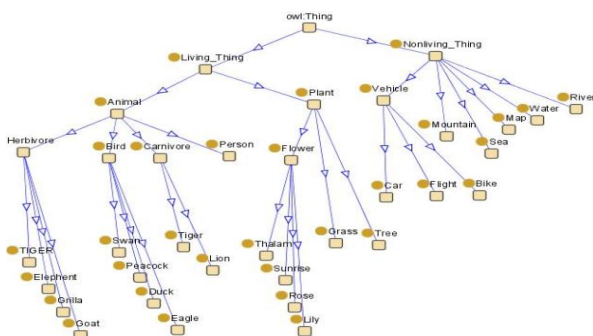 owl:Thing
Living_Thing
Nonliving_Thing
Animal
Plant
Vehicle
Mountain
Sea
Map
Water
River
Herbivore
Bird
Carnivore
Person
Flower
Grass
Tree
Car
Flight
Bike
TIGER
Elephent
Grilla
Goat
Swan
Peacock
Duck
Eagle
Tiger
Lion
Thalam
Sunrise
Rose
Lily